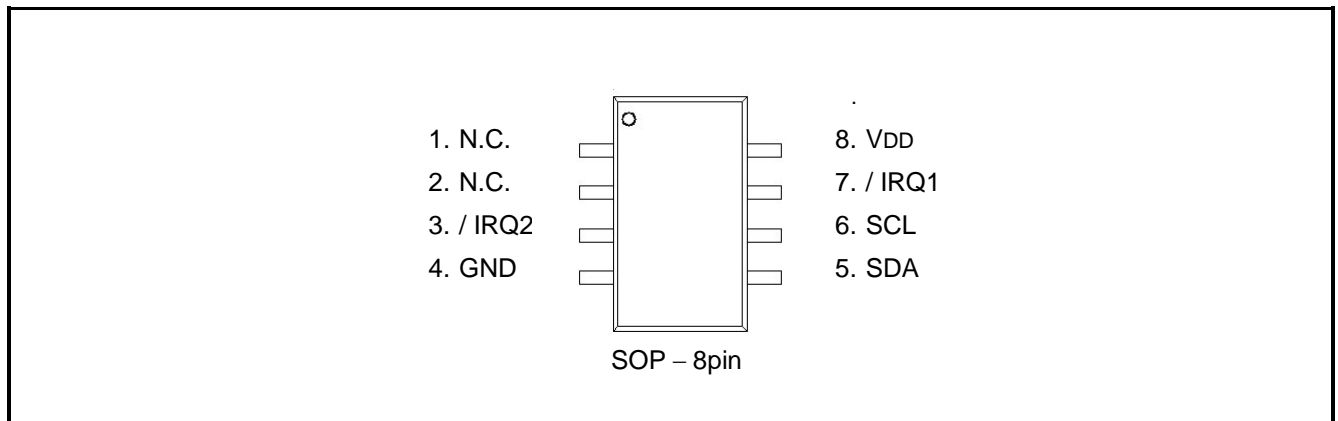 1. N.C.
2. N.C.
3. / IRQ2
4. GND
8. VDD
7. / IRQ1
6. SCL
5. SDA
SOP – 8pin